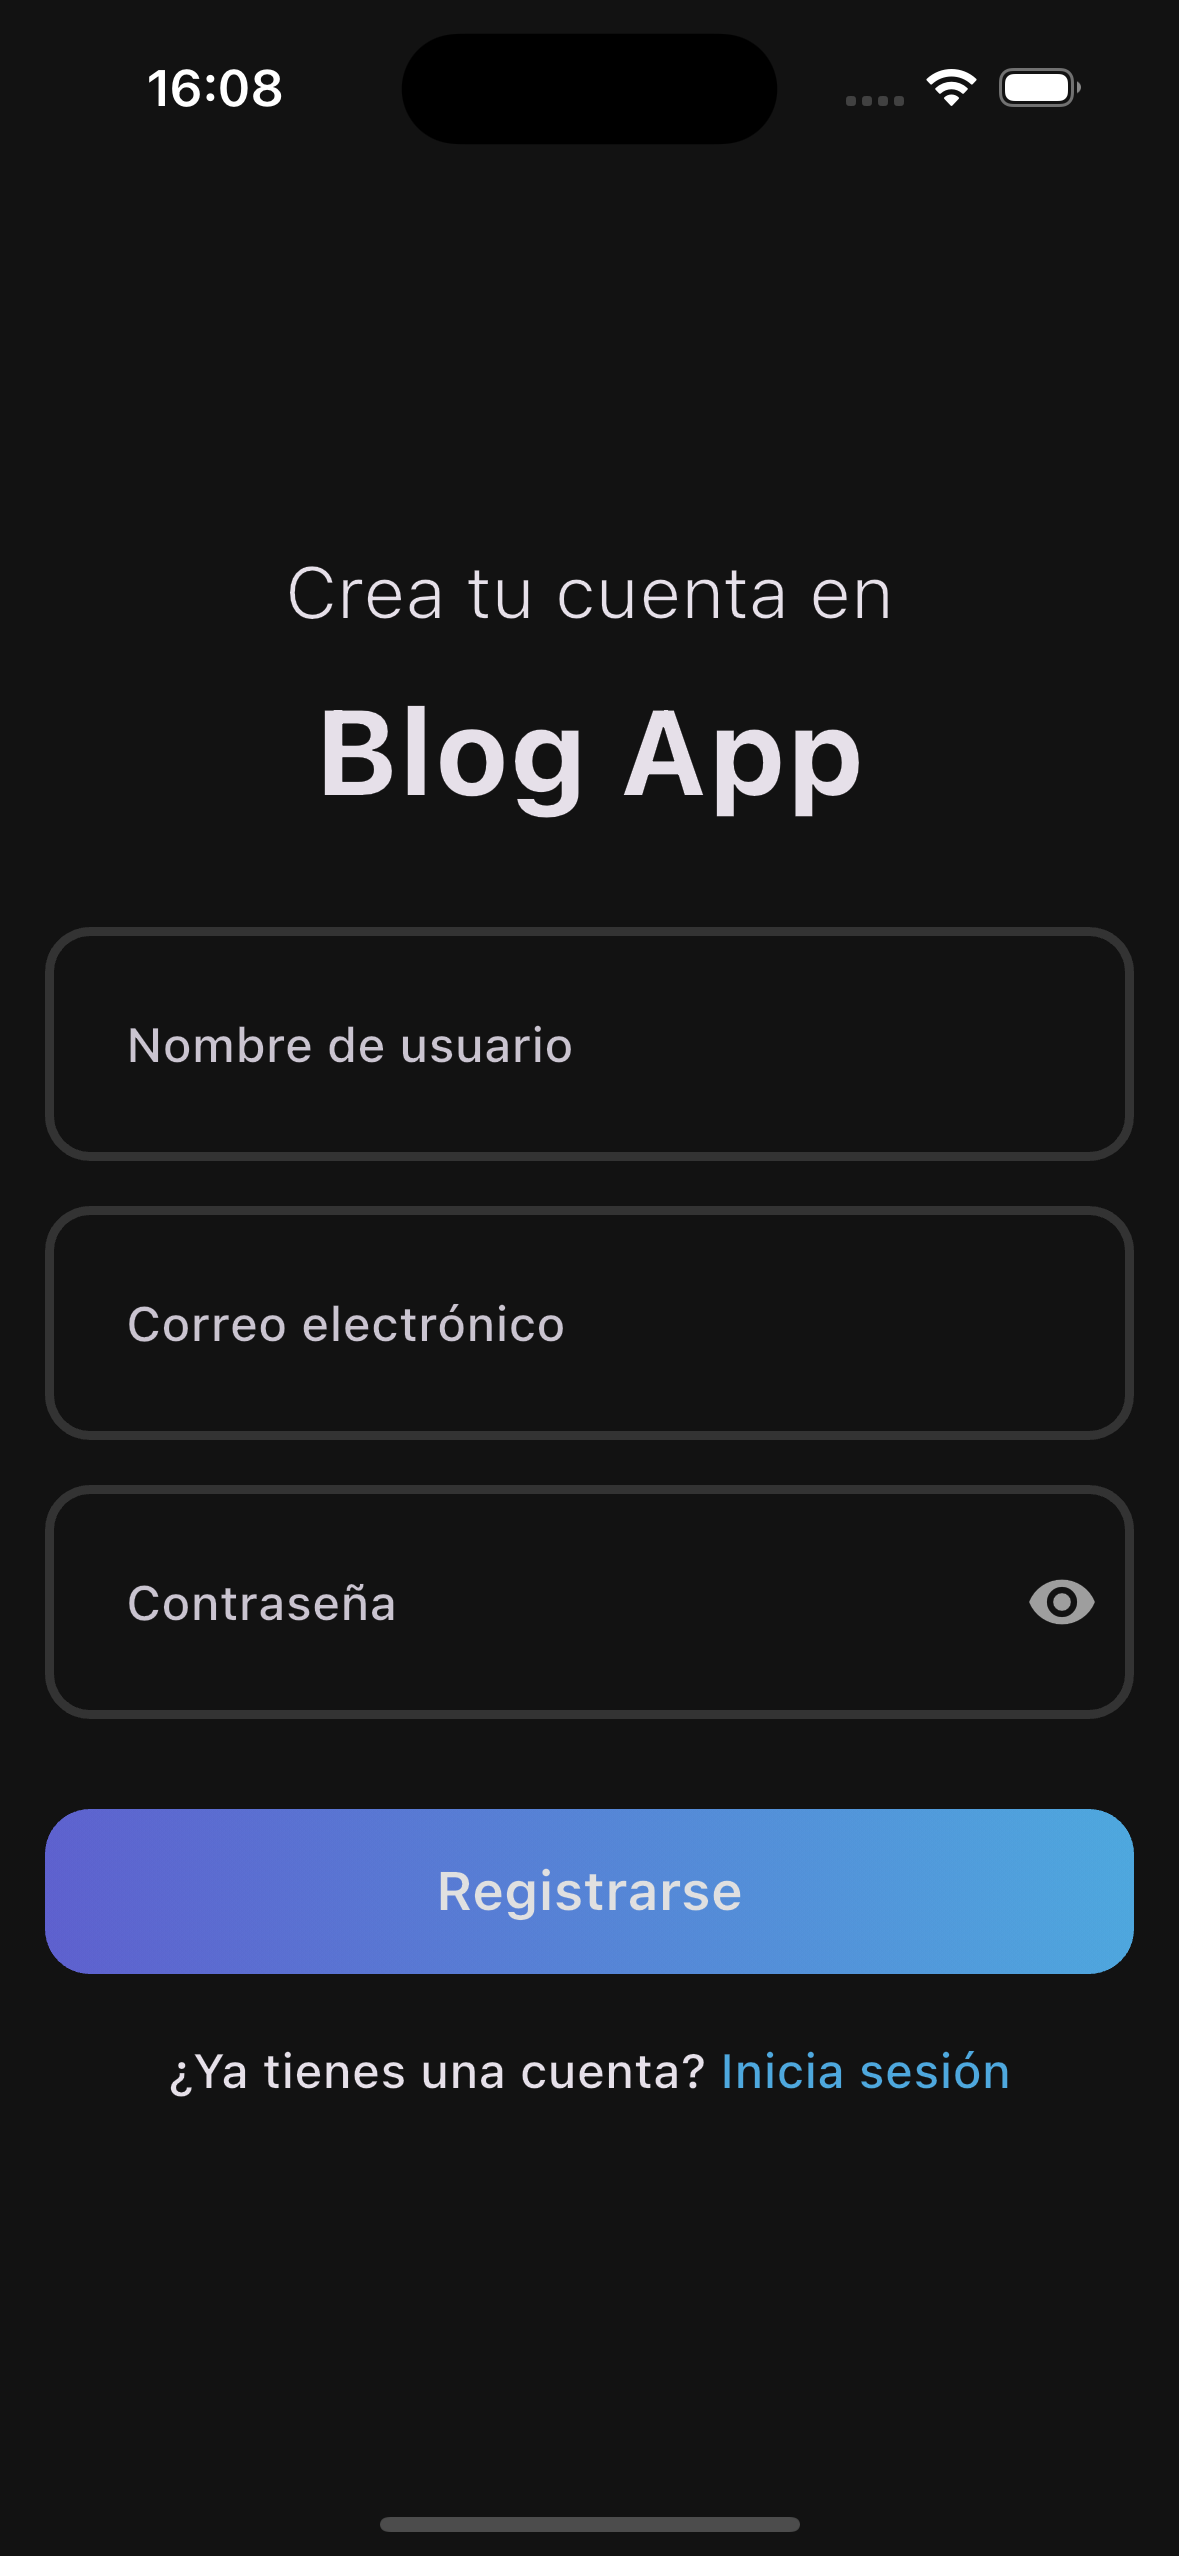 16:08
Crea tu cuenta en
Blog App
Nombre de usuario
Correo electrónico
Contraseña
Registrarse
¿Ya tienes una cuenta? Inicia sesión